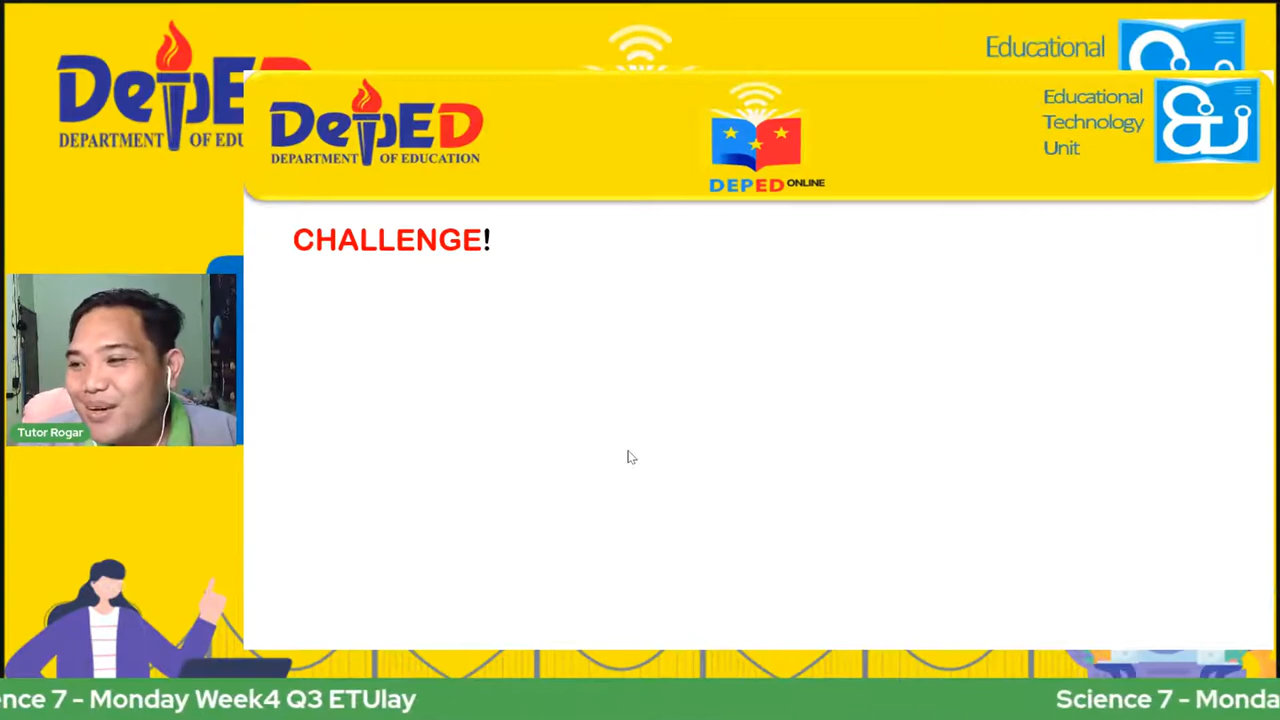 DepED
DEPARTMENT OF EDU
Educational
DepED
DEPARTMENT OF EDUCATION
DEPED ONLINE
Educational
Technology
Unit
CHALLENGE!
Tutor Rogar
ence 7 - Monday Week4 Q3 ETUlay
Science 7 - Monda